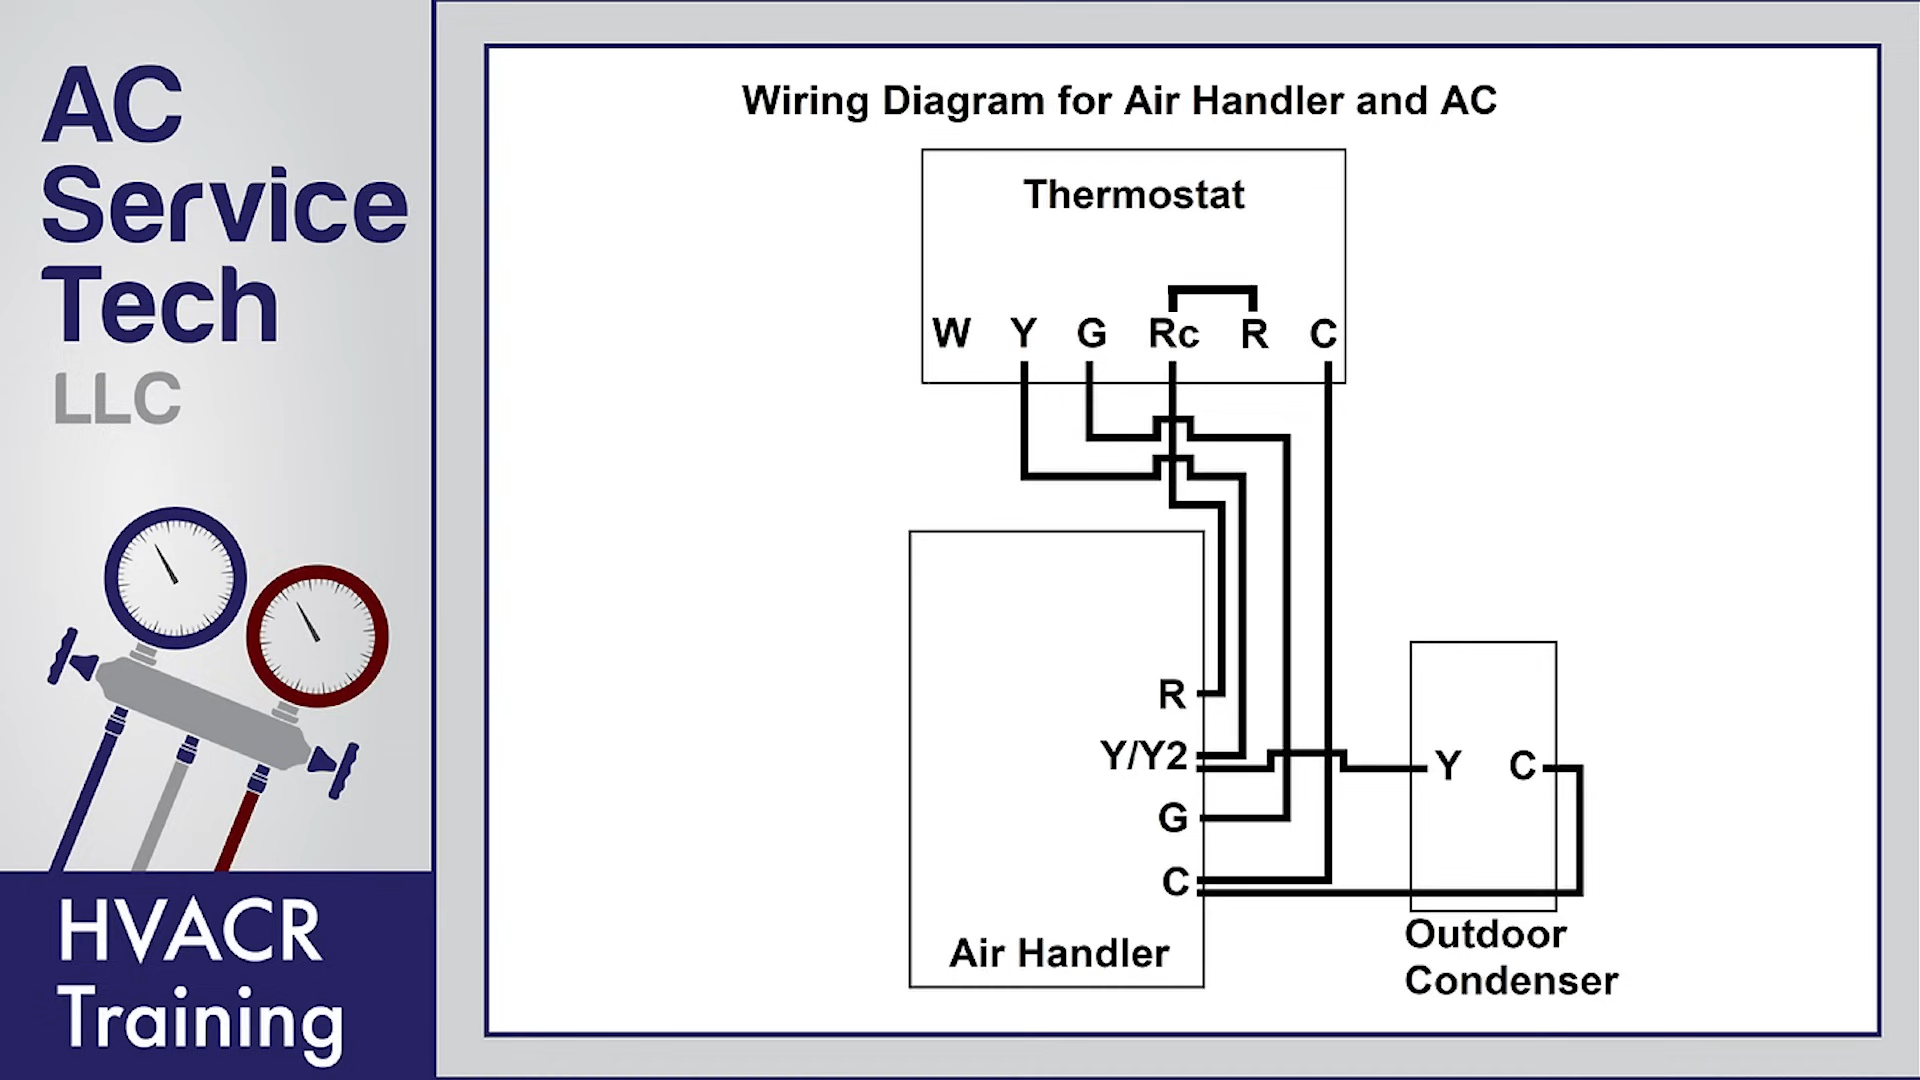 AC
Service
Tech
LLC
HVACR
Training
Wiring Diagram for Air Handler and AC
Thermostat
W Y G Rc R C
R
Y/Y2
G
C
Air Handler
Y C
Outdoor
Condenser